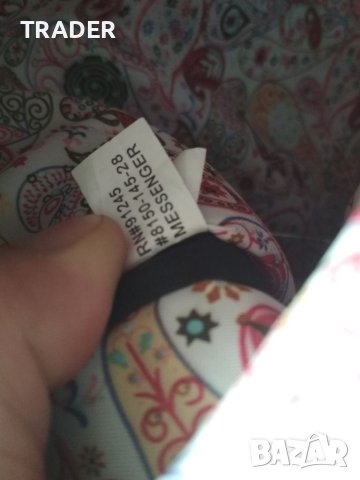 TRADER
RN#91245
#8150-145-28
MESSENGER
BAZAR